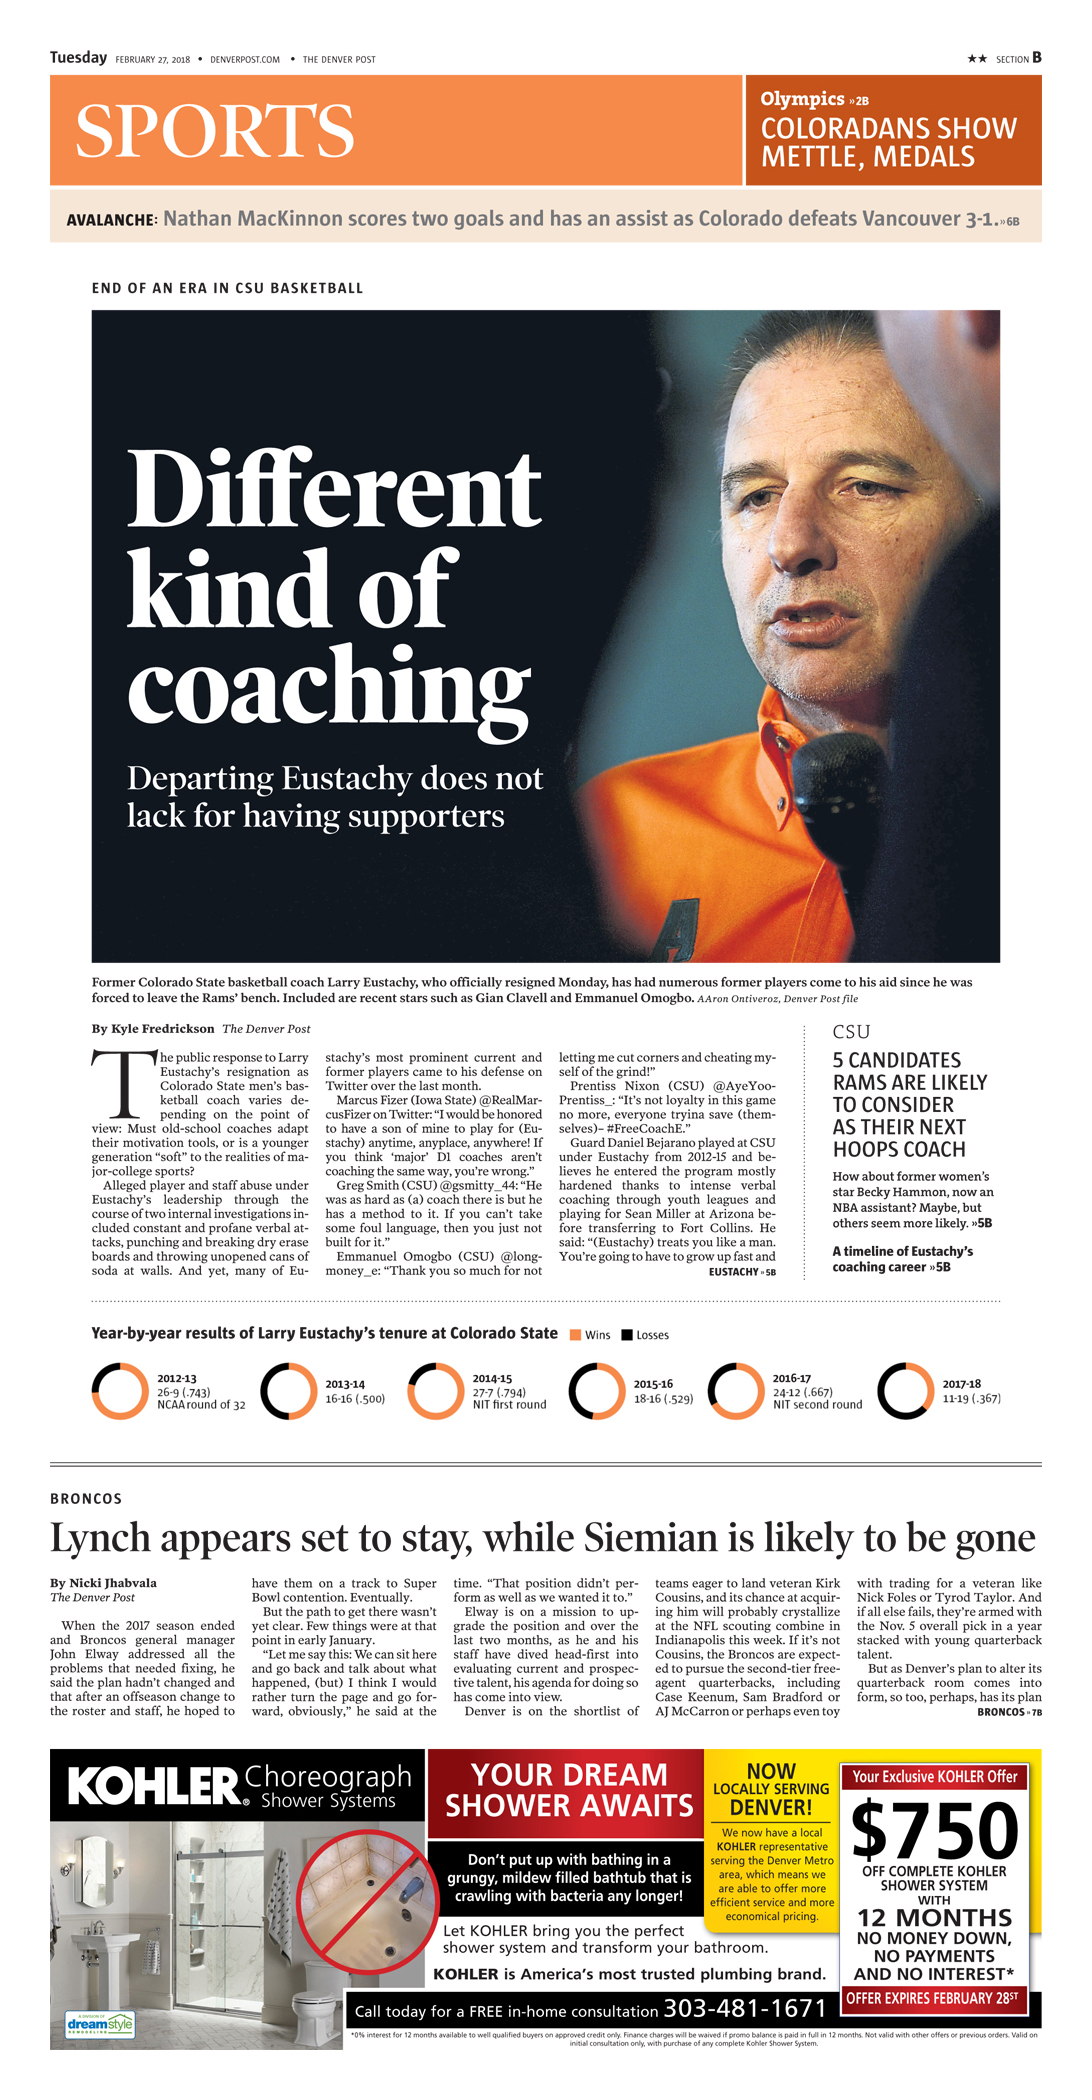 Tuesday FEBRUARY 27, 2018 • DENVERPOST.COM • THE DENVER POST
★★ SECTION B
SPORTS
Olympics »2B
COLORADANS SHOW
METTLE, MEDALS
AVALANCHE: Nathan MacKinnon scores two goals and has an assist as Colorado defeats Vancouver 3-1.»6B
END OF AN ERA IN CSU BASKETBALL
Different
kind of
coaching
Departing Eustachy does not
lack for having supporters
A
Former Colorado State basketball coach Larry Eustachy, who officially resigned Monday, has had numerous former players come to his aid since he was
forced to leave the Rams’ bench. Included are recent stars such as Gian Clavell and Emmanuel Omogbo. AAron Ontiveroz, Denver Post file
By Kyle Fredrickson The Denver Post
The public response to Larry
Eustachy’s resignation as
Colorado State men’s bas-
ketball coach varies de-
pending on the point of
view: Must old-school coaches adapt
their motivation tools, or is a younger
generation “soft” to the realities of ma-
jor-college sports?
Alleged player and staff abuse under
Eustachy’s leadership through the
course of two internal investigations in-
cluded constant and profane verbal at-
tacks, punching and breaking dry erase
boards and throwing unopened cans of
soda at walls. And yet, many of Eu-
stachy’s most prominent current and
former players came to his defense on
Twitter over the last month.
Marcus Fizer (Iowa State) @RealMar-
cusFizer on Twitter: “I would be honored
to have a son of mine to play for (Eu-
stachy) anytime, anyplace, anywhere! If
you think ‘major’ D1 coaches aren’t
coaching the same way, you’re wrong.”
Greg Smith (CSU) @gsmitty_44: “He
was as hard as (a) coach there is but he
has a method to it. If you can’t take
some foul language, then you just not
built for it.”
Emmanuel Omogbo (CSU) @long-
money_e: “Thank you so much for not
letting me cut corners and cheating my-
self of the grind!”
Prentiss Nixon (CSU) @AyeYoo-
Prentiss_: “It’s not loyalty in this game
no more, everyone tryina save (them-
selves)– #FreeCoachE.”
Guard Daniel Bejarano played at CSU
under Eustachy from 2012-15 and be-
lieves he entered the program mostly
hardened thanks to intense verbal
coaching through youth leagues and
playing for Sean Miller at Arizona be-
fore transferring to Fort Collins. He
said: “(Eustachy) treats you like a man.
You’re going to have to grow up fast and
EUSTACHY » 5B
CSU
5 CANDIDATES
RAMS ARE LIKELY
TO CONSIDER
AS THEIR NEXT
HOOPS COACH
How about former women’s
star Becky Hammon, now an
NBA assistant? Maybe, but
others seem more likely. »5B
A timeline of Eustachy’s
coaching career »5B
Year-by-year results of Larry Eustachy’s tenure at Colorado State Wins Losses
2012-13
26-9 (.743)
NCAA round of 32
2013-14
16-16 (.500)
2014-15
27-7 (.794)
NIT first round
2015-16
18-16 (.529)
2016-17
24-12 (.667)
NIT second round
2017-18
11-19 (.367)
BRONCOS
Lynch appears set to stay, while Siemian is likely to be gone
By Nicki Jhabvala
The Denver Post
When the 2017 season ended
and Broncos general manager
John Elway addressed all the
problems that needed fixing, he
said the plan hadn’t changed and
that after an offseason change to
the roster and staff, he hoped to
have them on a track to Super
Bowl contention. Eventually.
But the path to get there wasn’t
yet clear. Few things were at that
point in early January.
“Let me say this: We can sit here
and go back and talk about what
happened, (but) I think I would
rather turn the page and go for-
ward, obviously,” he said at the
time. “That position didn’t per-
form as well as we wanted it to.”
Elway is on a mission to up-
grade the position and over the
last two months, as he and his
staff have dived head-first into
evaluating current and prospec-
tive talent, his agenda for doing so
has come into view.
Denver is on the shortlist of
teams eager to land veteran Kirk
Cousins, and its chance at acquir-
ing him will probably crystallize
at the NFL scouting combine in
Indianapolis this week. If it’s not
Cousins, the Broncos are expect-
ed to pursue the second-tier free-
agent quarterbacks, including
Case Keenum, Sam Bradford or
AJ McCarron or perhaps even toy
with trading for a veteran like
Nick Foles or Tyrod Taylor. And
if all else fails, they’re armed with
the Nov. 5 overall pick in a year
stacked with young quarterback
talent.
But as Denver’s plan to alter its
quarterback room comes into
form, so too, perhaps, has its plan
BRONCOS » 7B
KOHLER® Choreograph
Shower Systems
YOUR DREAM
SHOWER AWAITS
Don’t put up with bathing in a
grungy, mildew filled bathtub that is
crawling with bacteria any longer!
Let KOHLER bring you the perfect
shower system and transform your bathroom.
KOHLER is America’s most trusted plumbing brand.
NOW
LOCALLY SERVING
DENVER!
We now have a local
KOHLER representative
serving the Denver Metro
area, which means we
are able to offer more
efficient service and more
economical pricing.
Your Exclusive KOHLER Offer
$750
OFF COMPLETE KOHLER
SHOWER SYSTEM
WITH
12 MONTHS
NO MONEY DOWN,
NO PAYMENTS
AND NO INTEREST*
OFFER EXPIRES FEBRUARY 28ST
A DIVISION OF
dreamstyle
REMODELING
Call today for a FREE in-home consultation 303-481-1671
*0% interest for 12 months available to well qualified buyers on approved credit only. Finance charges will be waived if promo balance is paid in full in 12 months. Not valid with other offers or previous orders. Valid on
initial consultation only, with purchase of any complete Kohler Shower System.